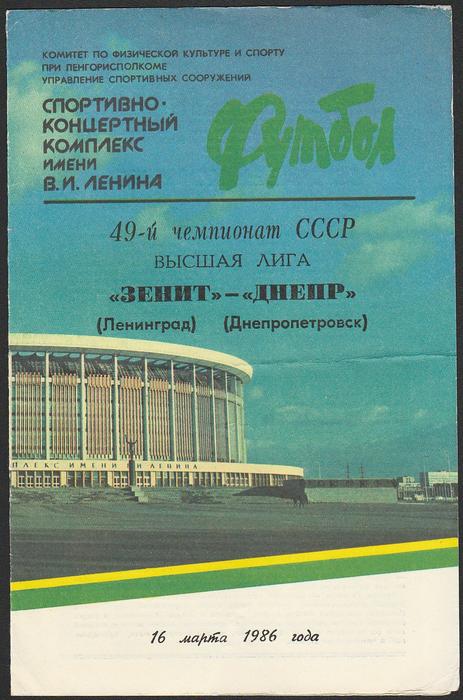 КОМИТЕТ ПО ФИЗИЧЕСКОЙ КУЛЬТУРЕ И СПОРТУ
ПРИ ЛЕНГОРИСПОЛКОМЕ
УПРАВЛЕНИЕ СПОРТИВНЫХ СООРУЖЕНИЙ
СПОРТИВНО-
КОНЦЕРТНЫЙ
КОМПЛЕКС
ИМЕНИ
В.И. ЛЕНИНА
Футбол
49-й чемпионат СССР
ВЫСШАЯ ЛИГА
«ЗЕНИТ»—«ДНЕПР»
(Ленинград) (Днепропетровск)
ПЛЕКС ИМЕНИ И ЛЕНИНА
16 марта 1986 года